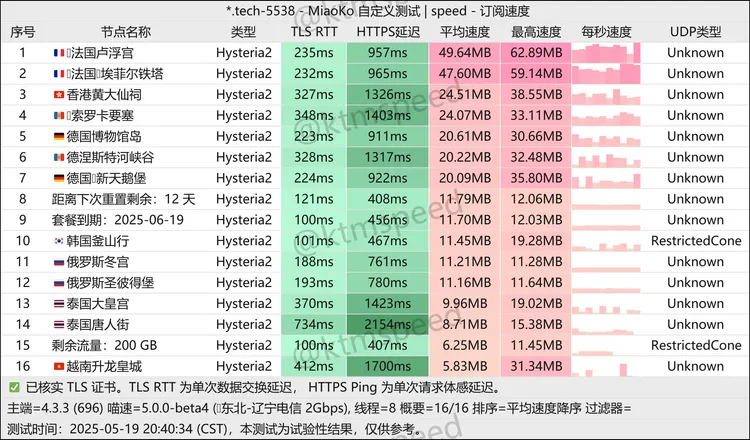 *.tech-5538 - MiaoKo 自定义测试 | speed - 订阅速度
序号 节点名称 类型 TLS RTT HTTPS延迟 平均速度 最高速度 每秒速度 UDP类型
1 法国卢浮宫 Hysteria2 235ms 957ms 49.64MB 62.89MB Unknown
2 法国埃菲尔铁塔 Hysteria2 232ms 965ms 47.60MB 59.14MB Unknown
3 香港黄大仙祠 Hysteria2 327ms 1326ms 24.51MB 38.55MB Unknown
4 索罗卡要塞 Hysteria2 348ms 1403ms 24.07MB 33.11MB Unknown
5 德国博物馆岛 Hysteria2 223ms 911ms 20.61MB 30.66MB Unknown
6 德涅斯特河峡谷 Hysteria2 328ms 1317ms 20.22MB 32.48MB Unknown
7 德国新天鹅堡 Hysteria2 224ms 922ms 20.09MB 35.80MB Unknown
8 距离下次重置剩余：12 天 Hysteria2 121ms 408ms 11.79MB 12.06MB Unknown
9 套餐到期：2025-06-19 Hysteria2 100ms 456ms 11.70MB 12.03MB Unknown
10 韩国釜山行 Hysteria2 101ms 467ms 11.45MB 19.28MB RestrictedCone
11 俄罗斯冬宫 Hysteria2 188ms 761ms 11.21MB 11.28MB Unknown
12 俄罗斯圣彼得堡 Hysteria2 193ms 780ms 11.16MB 11.64MB Unknown
13 泰国大皇宫 Hysteria2 370ms 1423ms 9.96MB 19.02MB Unknown
14 泰国唐人街 Hysteria2 734ms 2154ms 8.71MB 15.38MB Unknown
15 剩余流量：200 GB Hysteria2 100ms 407ms 6.25MB 11.45MB RestrictedCone
16 越南升龙皇城 Hysteria2 412ms 1700ms 5.83MB 31.34MB Unknown
✅ 已核实 TLS 证书。TLS RTT 为单次数据交换延迟， HTTPS Ping 为单次请求体感延迟。
主端=4.3.3 (696) 喵速=5.0.0-beta4 (东北-辽宁电信 2Gbps), 线程=8 概要=16/16 排序=平均速度降序 过滤器=
测试时间：2025-05-19 20:40:34 (CST)，本测试为试验性结果，仅供参考。
@ktmspeed
@ktmspeed